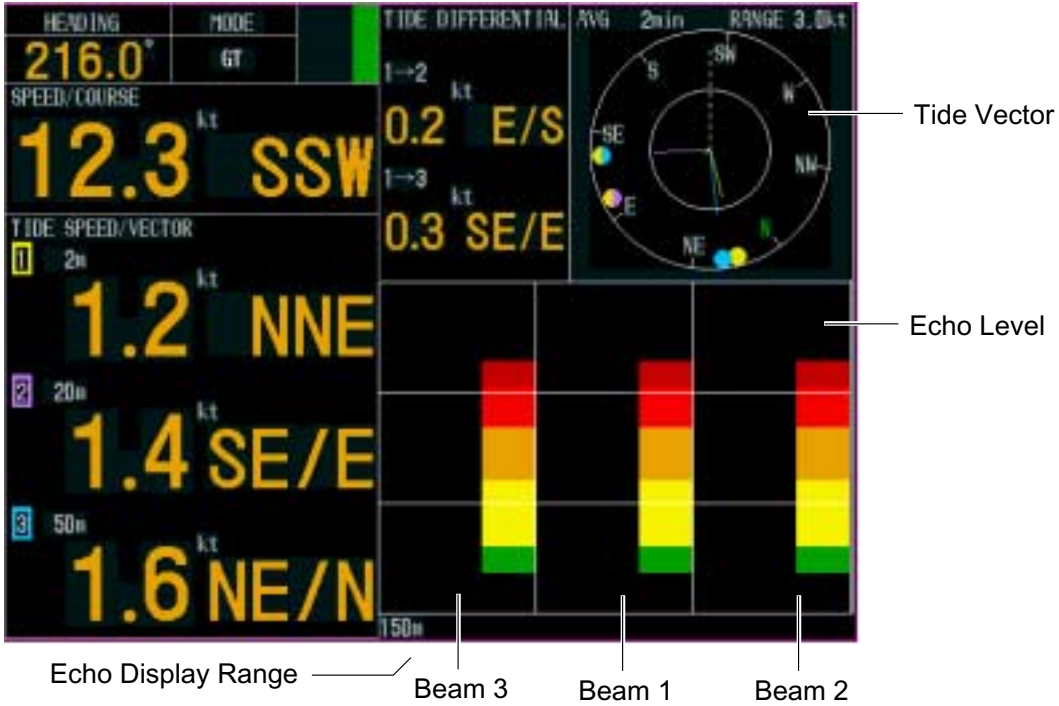 HEADING
MODE
216.0°
GT
SPEED/COURSE
12.3 kt SSW
TIDE SPEED/VECTOR
1 2m
1.2 kt NNE
2 20m
1.4 kt SE/E
3 50m
1.6 kt NE/N
TIDE DIFFERENTIAL
1→2
0.2 kt E/S
1→3
0.3 kt SE/E
AVG 2min RANGE 3.0kt
S
SW
W
SE
NW
E
NE
N
150m
Tide Vector
Echo Level
Echo Display Range
Beam 3
Beam 1
Beam 2